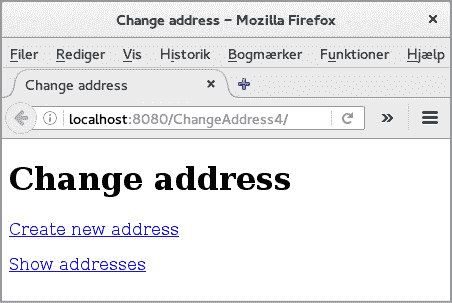 Change address - Mozilla Firefox
Filer Rediger Vis Historik Bogmærker Funktioner Hjælp
Change address
localhost:8080/ChangeAddress4/
Change address
Create new address
Show addresses